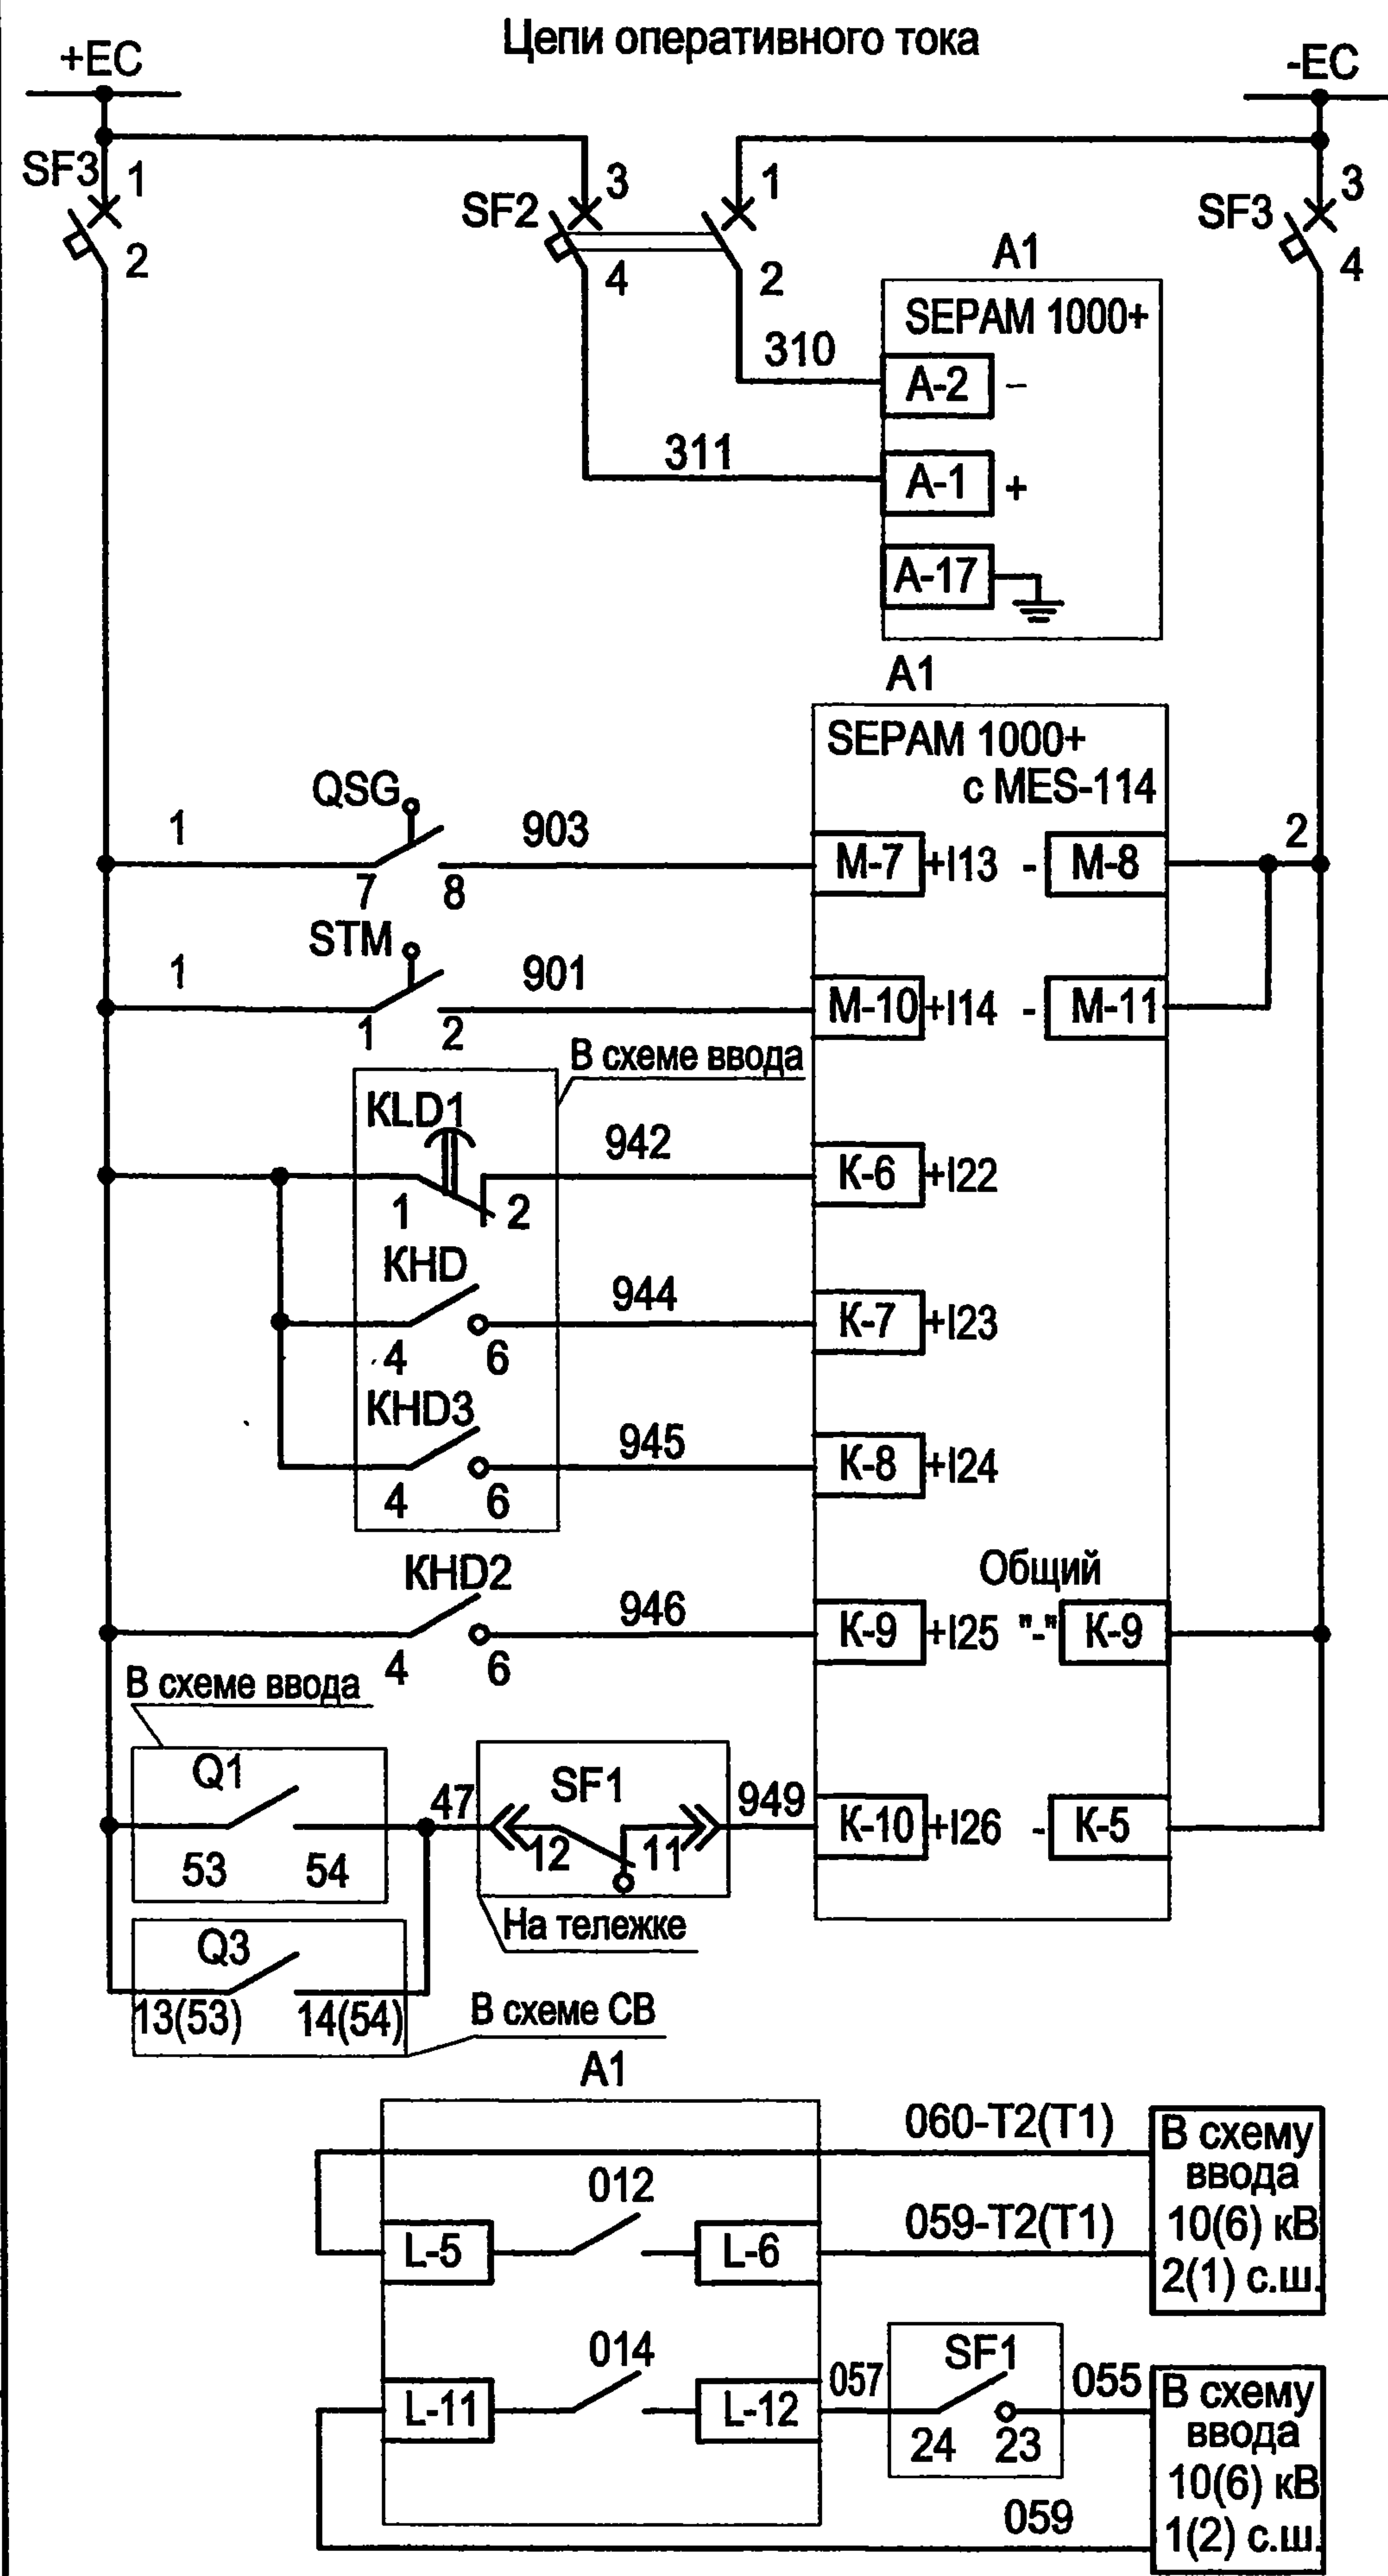 Цепи оперативного тока
+EC
-EC
SF3
1
2
SF2
3
4
1
2
SF3
3
4
A1
SEPAM 1000+
310
A-2
–
311
A-1
+
A-17
A1
SEPAM 1000+
с MES-114
QSG
1
7
8
903
M-7
+I13
-
M-8
2
STM
1
1
2
901
M-10
+I14
-
M-11
В схеме ввода
KLD1
1
2
942
K-6
+I22
KHD
4
6
944
K-7
+I23
KHD3
4
6
945
K-8
+I24
Общий
KHD2
4
6
946
K-9
+I25
"-"
K-9
В схеме ввода
Q1
53
54
47
SF1
12
11
949
K-10
+I26
-
K-5
На тележке
Q3
13(53)
14(54)
В схеме СВ
A1
060-T2(T1)
012
L-5
L-6
059-T2(T1)
В схему
ввода
10(6) кВ
2(1) с.ш.
014
L-11
L-12
057
SF1
24
23
055
059
В схему
ввода
10(6) кВ
1(2) с.ш.